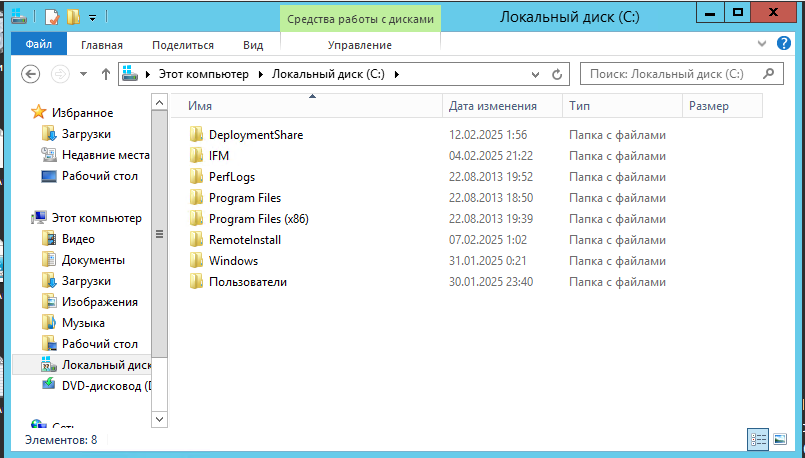 Средства работы с дисками
Локальный диск (C:)
Файл
Главная
Поделиться
Вид
Управление
Этот компьютер
Локальный диск (C:)
Поиск: Локальный диск (C:)
Имя
Дата изменения
Тип
Размер
Избранное
Загрузки
Недавние места
Рабочий стол
Этот компьютер
Видео
Документы
Загрузки
Изображения
Музыка
Рабочий стол
Локальный диск
DVD-дисковод (D
Сеть
DeploymentShare 12.02.2025 1:56 Папка с файлами
IFM 04.02.2025 21:22 Папка с файлами
PerfLogs 22.08.2013 19:52 Папка с файлами
Program Files 22.08.2013 18:50 Папка с файлами
Program Files (x86) 22.08.2013 19:39 Папка с файлами
RemoteInstall 07.02.2025 1:02 Папка с файлами
Windows 31.01.2025 0:21 Папка с файлами
Пользователи 30.01.2025 23:40 Папка с файлами
Элементов: 8